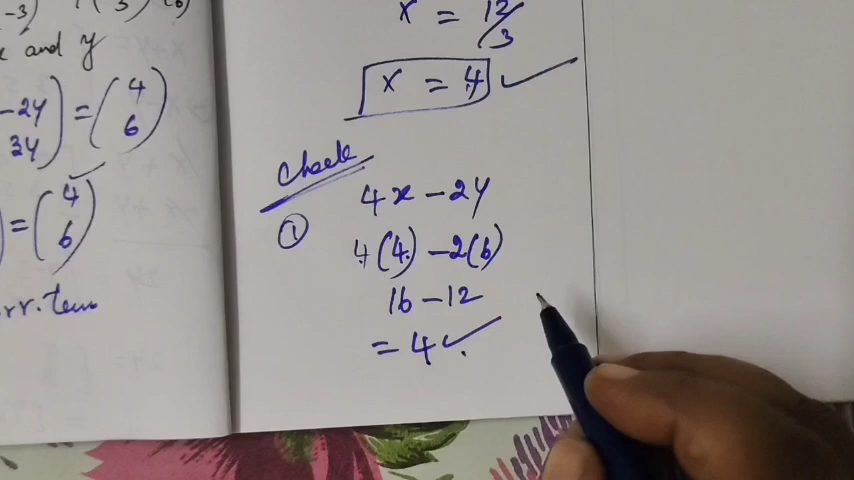 x and y
-2y = 4
3y 6
= 4
6
rr. tem
x = 12/3
x = 4 ✓
Check
① 4x - 2y
4(4) - 2(6)
16 - 12
= 4 ✓